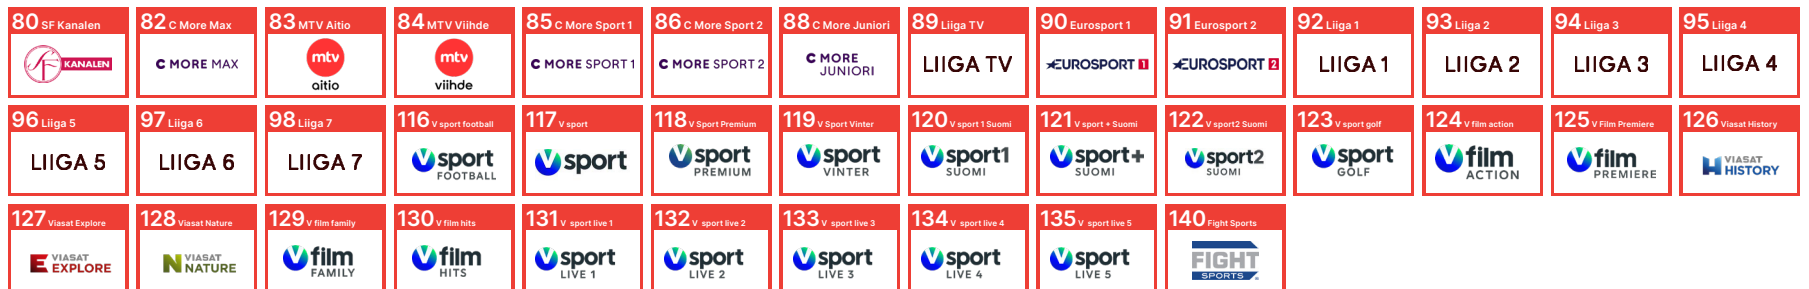 80 SF Kanalen
SF KANALEN
82 C More Max
C MORE MAX
83 MTV Aitio
mtv
aitio
84 MTV Viihde
mtv
viihde
85 C More Sport 1
C MORE SPORT 1
86 C More Sport 2
C MORE SPORT 2
88 C More Juniori
C MORE
JUNIORI
89 Liiga TV
LIIGA TV
90 Eurosport 1
EUROSPORT 1
91 Eurosport 2
EUROSPORT 2
92 Liiga 1
LIIGA 1
93 Liiga 2
LIIGA 2
94 Liiga 3
LIIGA 3
95 Liiga 4
LIIGA 4
96 Liiga 5
LIIGA 5
97 Liiga 6
LIIGA 6
98 Liiga 7
LIIGA 7
116 V sport football
V sport
FOOTBALL
117 V sport
V sport
118 V Sport Premium
V sport
PREMIUM
119 V Sport Vinter
V sport
VINTER
120 V sport 1 Suomi
V sport1
SUOMI
121 V sport + Suomi
V sport+
SUOMI
122 V sport2 Suomi
V sport2
SUOMI
123 V sport golf
V sport
GOLF
124 V film action
V film
ACTION
125 V Film Premiere
V film
PREMIERE
126 Viasat History
H VIASAT
HISTORY
127 Viasat Explore
E VIASAT
EXPLORE
128 Viasat Nature
N VIASAT
NATURE
129 V film family
V film
FAMILY
130 V film hits
V film
HITS
131 V sport live 1
V sport
LIVE 1
132 V sport live 2
V sport
LIVE 2
133 V sport live 3
V sport
LIVE 3
134 V sport live 4
V sport
LIVE 4
135 V sport live 5
V sport
LIVE 5
140 Fight Sports
FIGHT
SPORTS